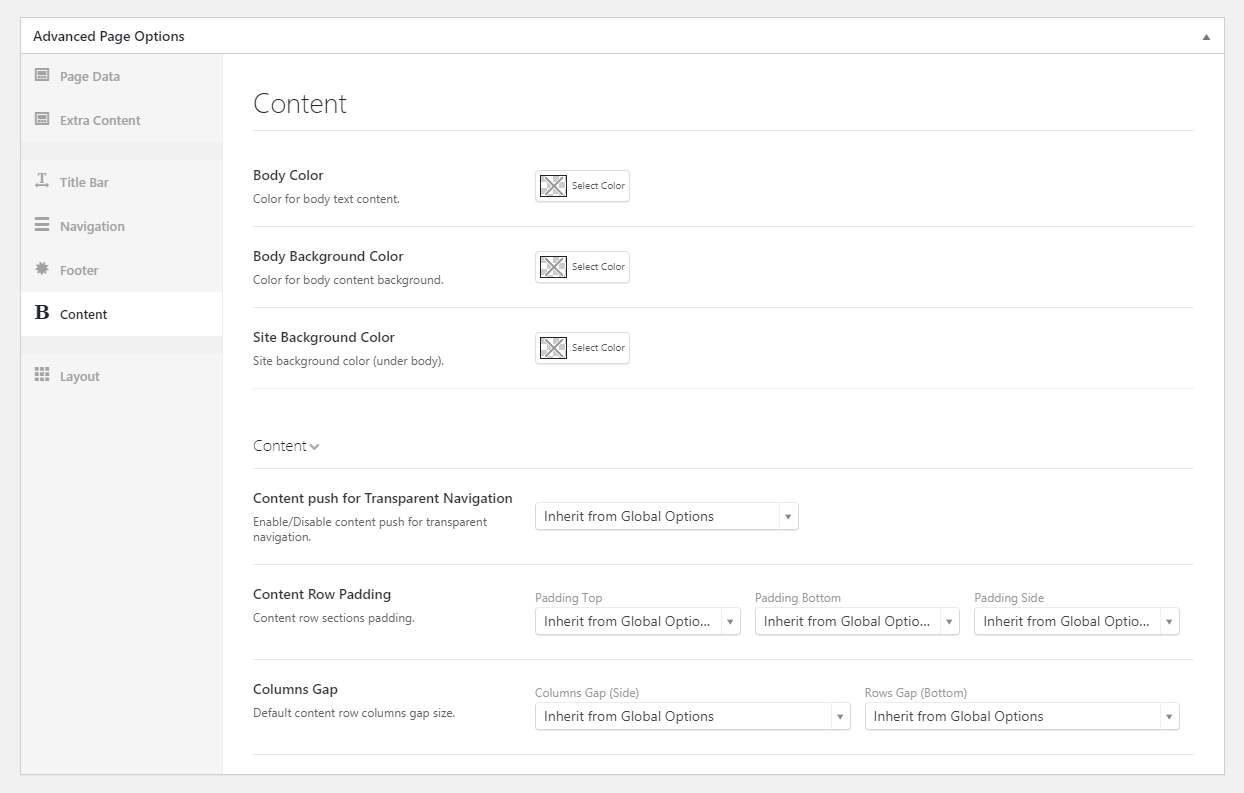 Advanced Page Options
Page Data
Extra Content
Title Bar
Navigation
Footer
B Content
Layout
Content
Body Color
Color for body text content.
Select Color
Body Background Color
Color for body content background.
Select Color
Site Background Color
Site background color (under body).
Select Color
Content
Content push for Transparent Navigation
Enable/Disable content push for transparent
navigation.
Inherit from Global Options
Content Row Padding
Content row sections padding.
Padding Top
Inherit from Global Optio...
Padding Bottom
Inherit from Global Optio...
Padding Side
Inherit from Global Optio...
Columns Gap
Default content row columns gap size.
Columns Gap (Side)
Inherit from Global Options
Rows Gap (Bottom)
Inherit from Global Options